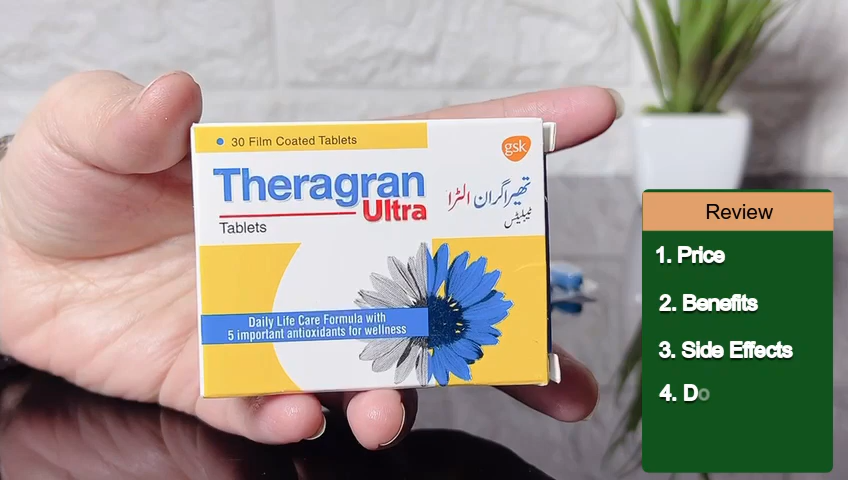 30 Film Coated Tablets
gsk
Theragran
Ultra
تھیراگران الٹرا
Tablets
ٹیبلیٹس
Daily Life Care Formula with
5 important antioxidants for wellness
Review
1. Price
2. Benefits
3. Side Effects
4. Do